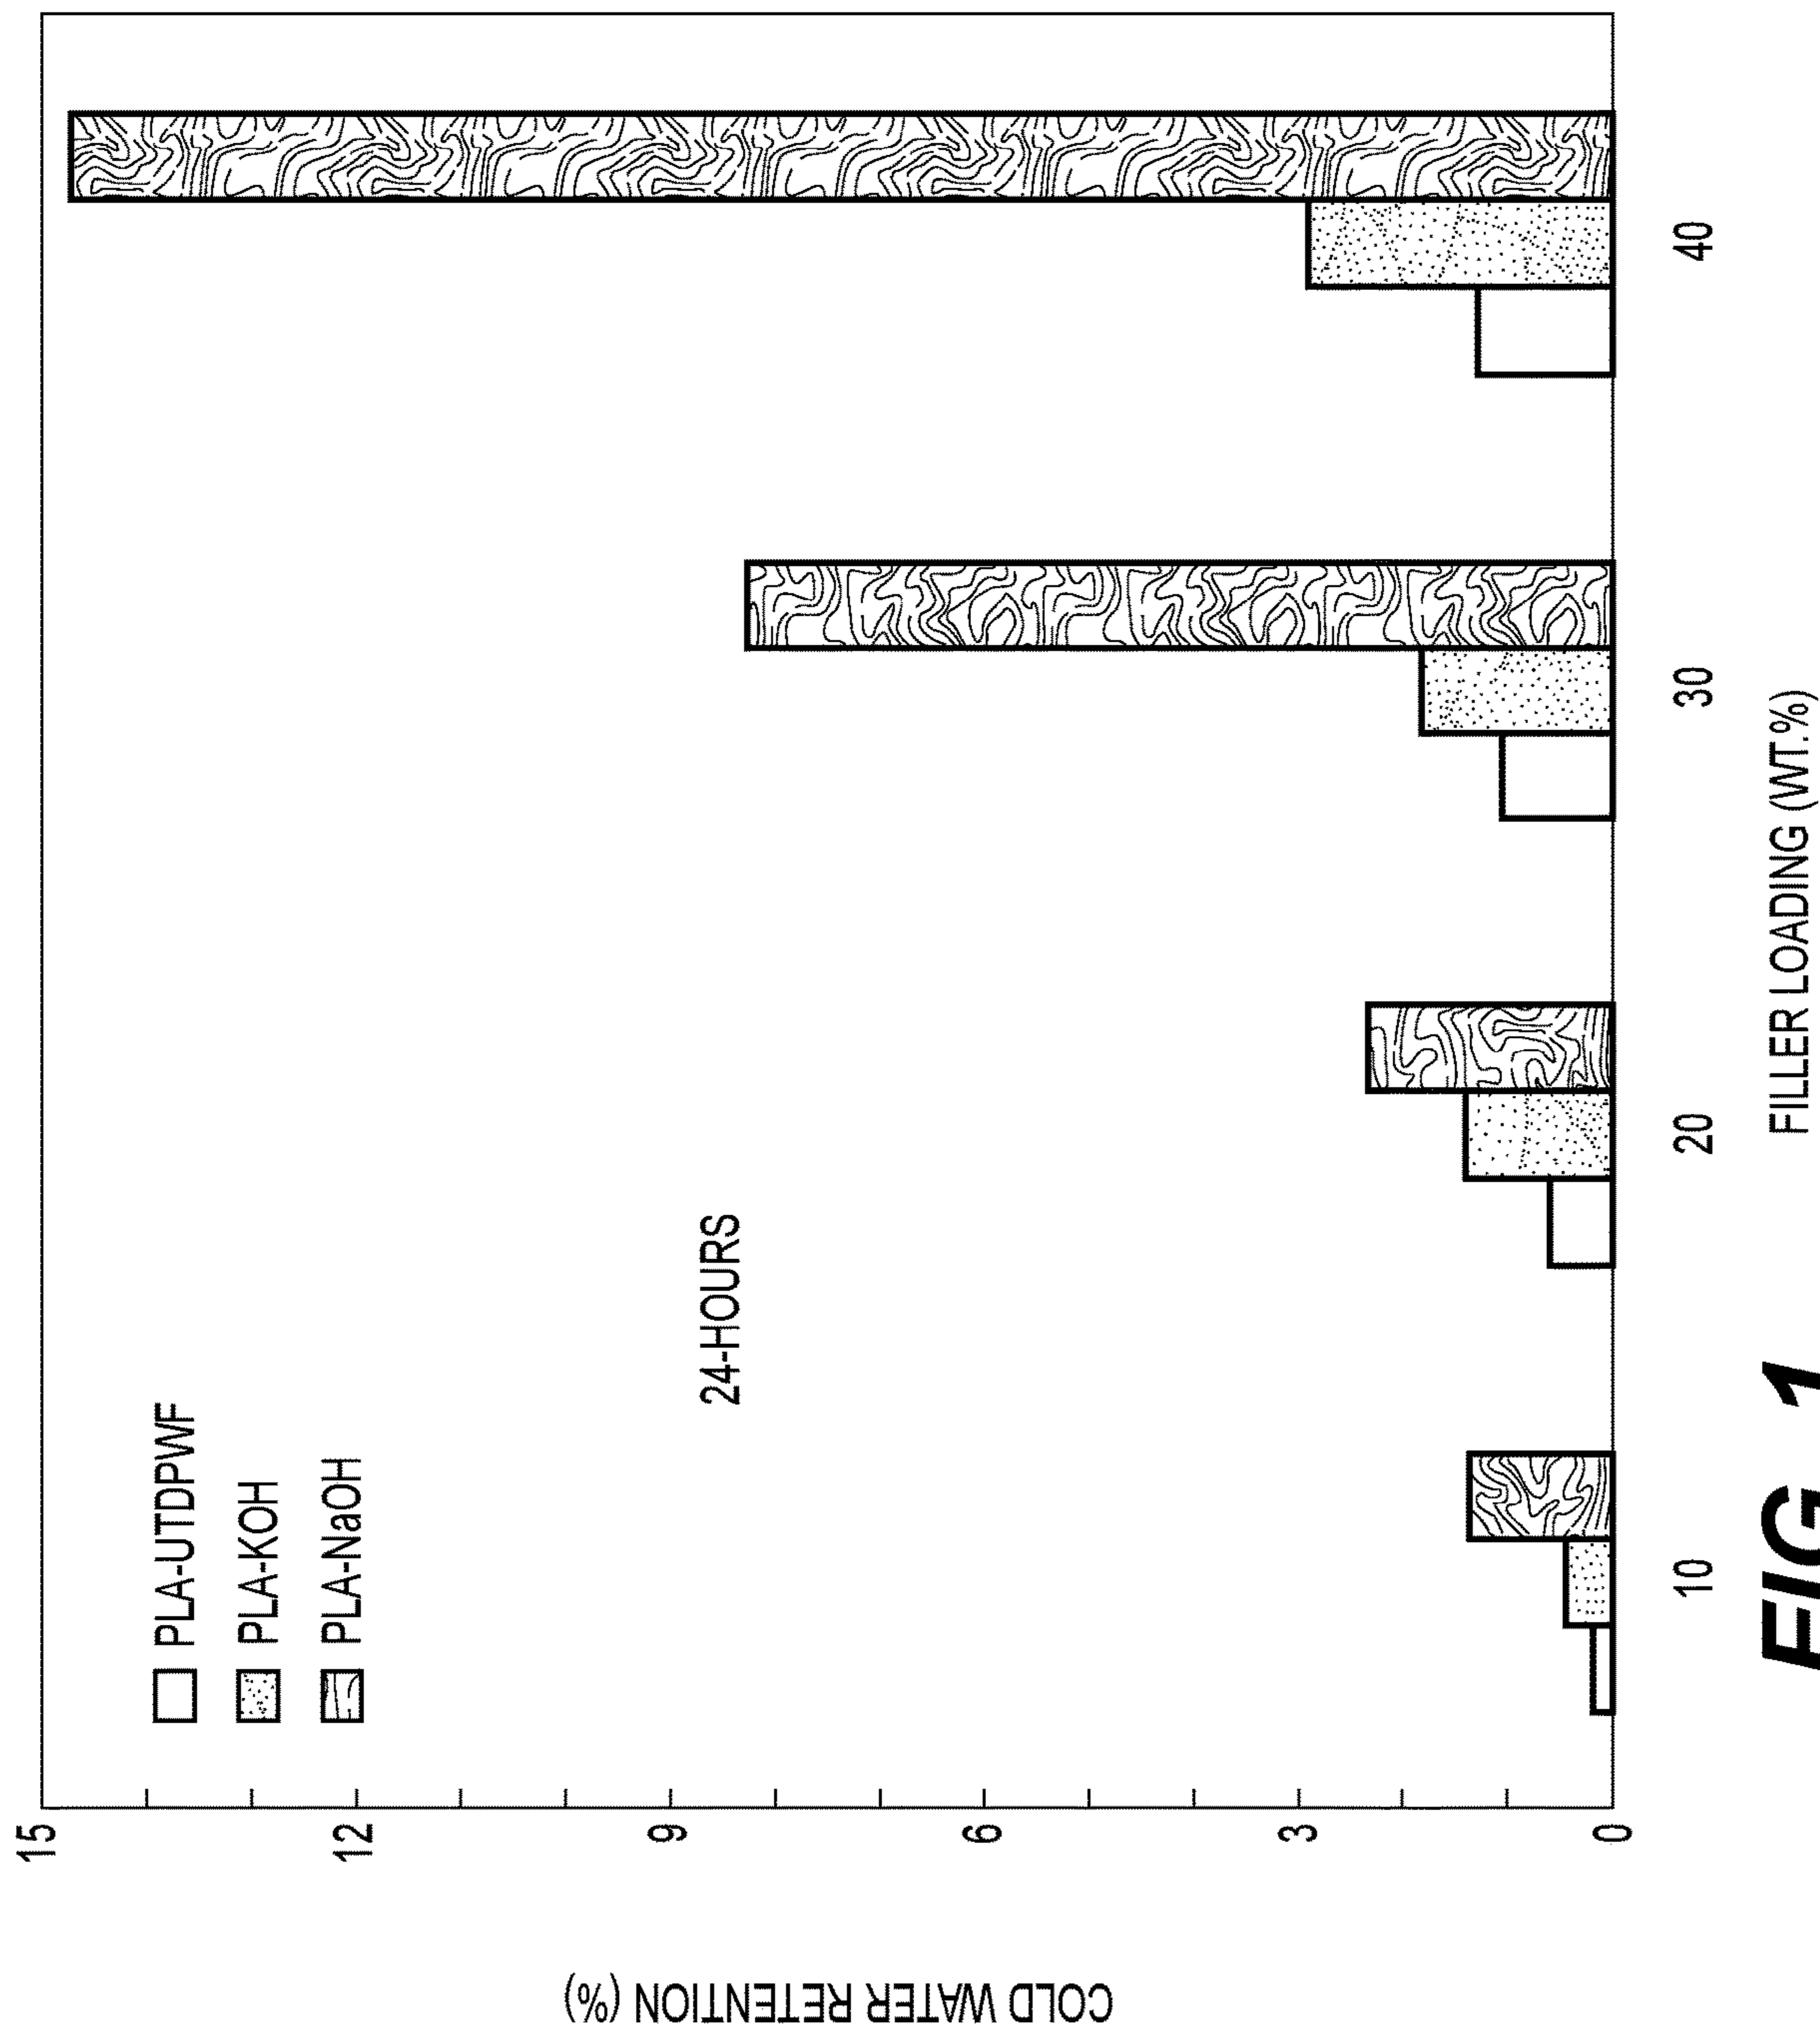 COLD WATER RETENTION (%)
15
12
9
6
3
0
PLA-UTDPWF
PLA-KOH
PLA-NaOH
24-HOURS
10
20
30
40
FILLER LOADING (WT.%)
FIG. 1